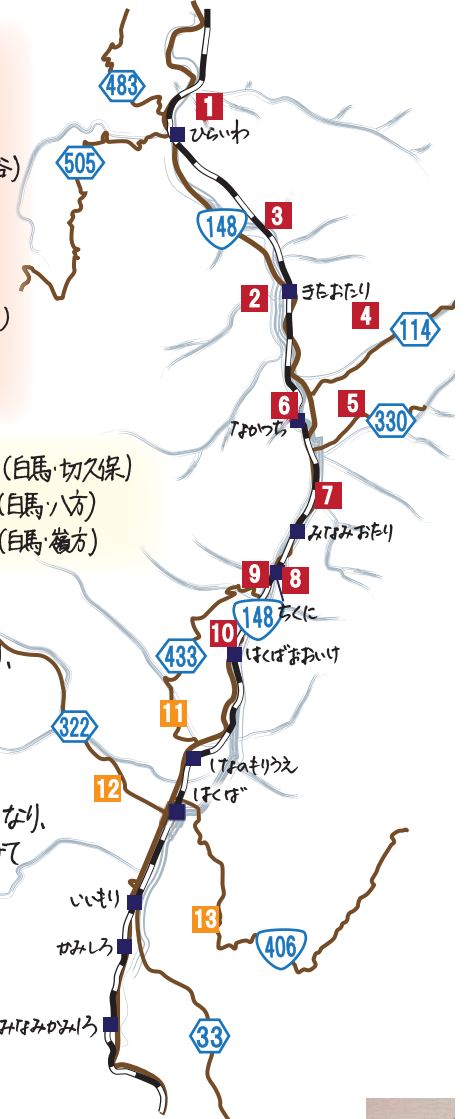 483
1
ひらいわ
谷)
505
148
3
2
きたおたり
)
4
114
6
5
330
なかつち
(白馬・切久保)
(白馬・八方)
(白馬・嶺方)
7
みなみおたり
9
8
148
ちくに
10
はくばおおいけ
433
11
322
しなのもりうえ
12
はくば
なり、
て
いいもり
13
406
かみしろ
みなみかみしろ
33